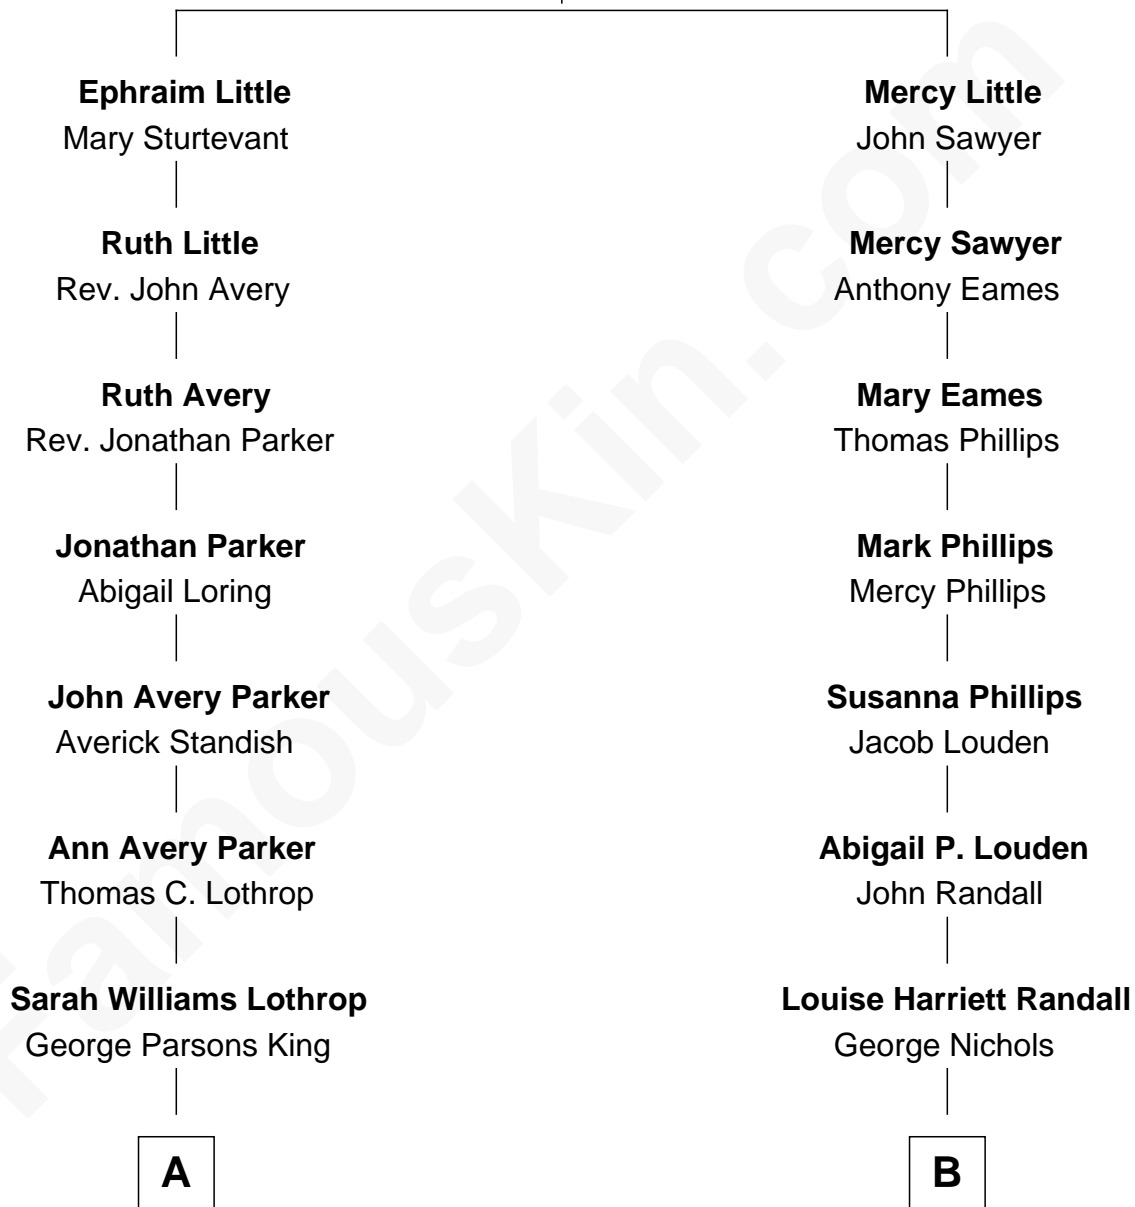 Ephraim Little
Mary Sturtevant
Ruth Little
Rev. John Avery
Ruth Avery
Rev. Jonathan Parker
Jonathan Parker
Abigail Loring
John Avery Parker
Averick Standish
Ann Avery Parker
Thomas C. Lothrop
Sarah Williams Lothrop
George Parsons King
A
Mercy Little
John Sawyer
Mercy Sawyer
Anthony Eames
Mary Eames
Thomas Phillips
Mark Phillips
Mercy Phillips
Susanna Phillips
Jacob Louden
Abigail P. Louden
John Randall
Louise Harriett Randall
George Nichols
B
FamousKin.com